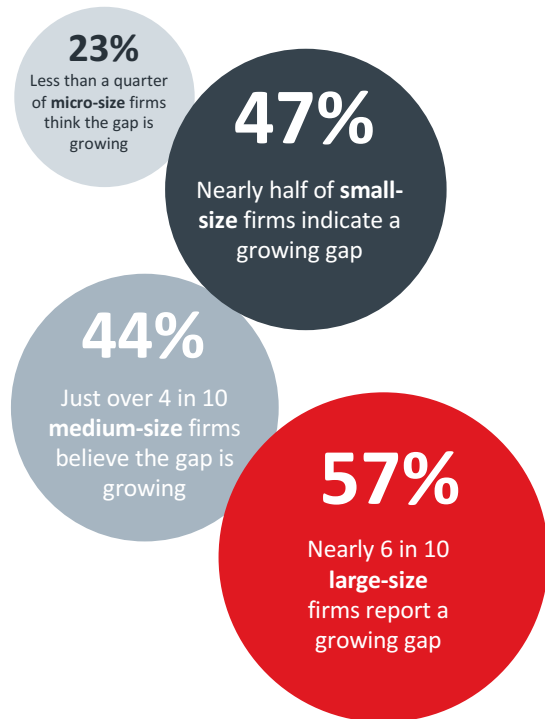 23%
Less than a quarter
of micro-size firms
think the gap is
growing
47%
Nearly half of small-
size firms indicate a
growing gap
44%
Just over 4 in 10
medium-size firms
believe the gap is
growing
57%
Nearly 6 in 10
large-size
firms report a
growing gap